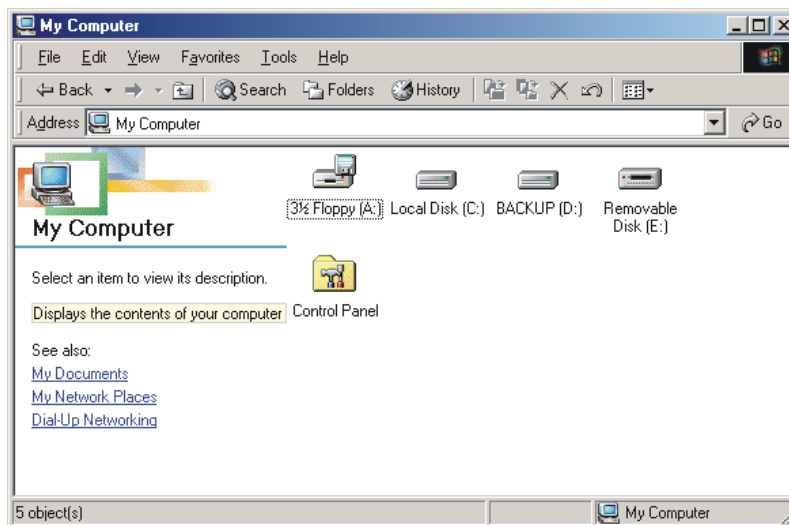 My Computer
File Edit View Favorites Tools Help
Back Search Folders History
Address My Computer Go
My Computer
Select an item to view its description.
Displays the contents of your computer
See also:
My Documents
My Network Places
Dial-Up Networking
3½ Floppy (A:) Local Disk (C:) BACKUP (D:) Removable
Disk (E:)
Control Panel
5 object(s) My Computer